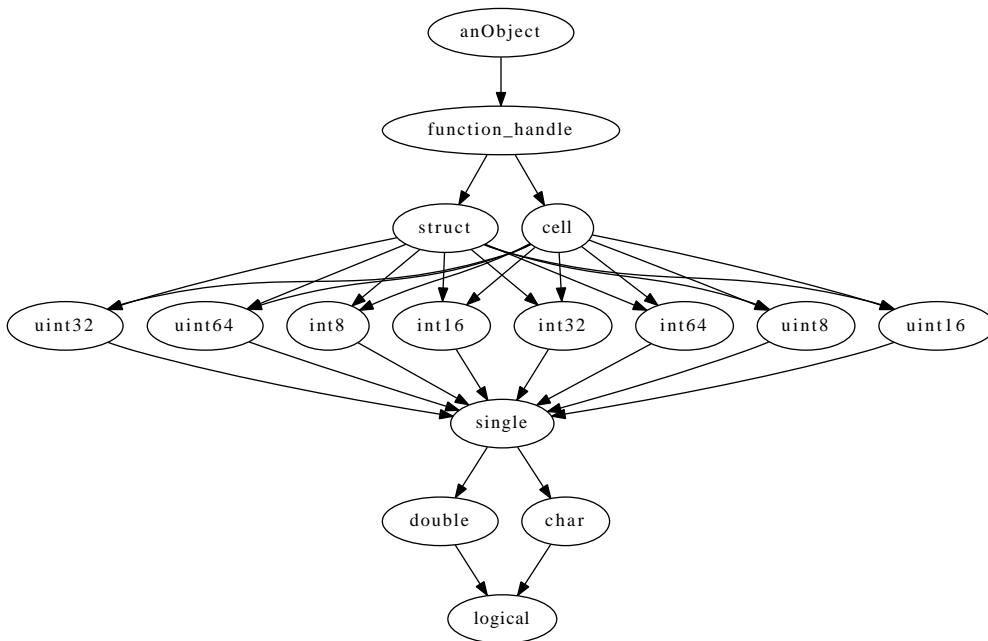 anObject
function_handle
struct
cell
uint32
uint64
int8
int16
int32
int64
uint8
uint16
single
double
char
logical